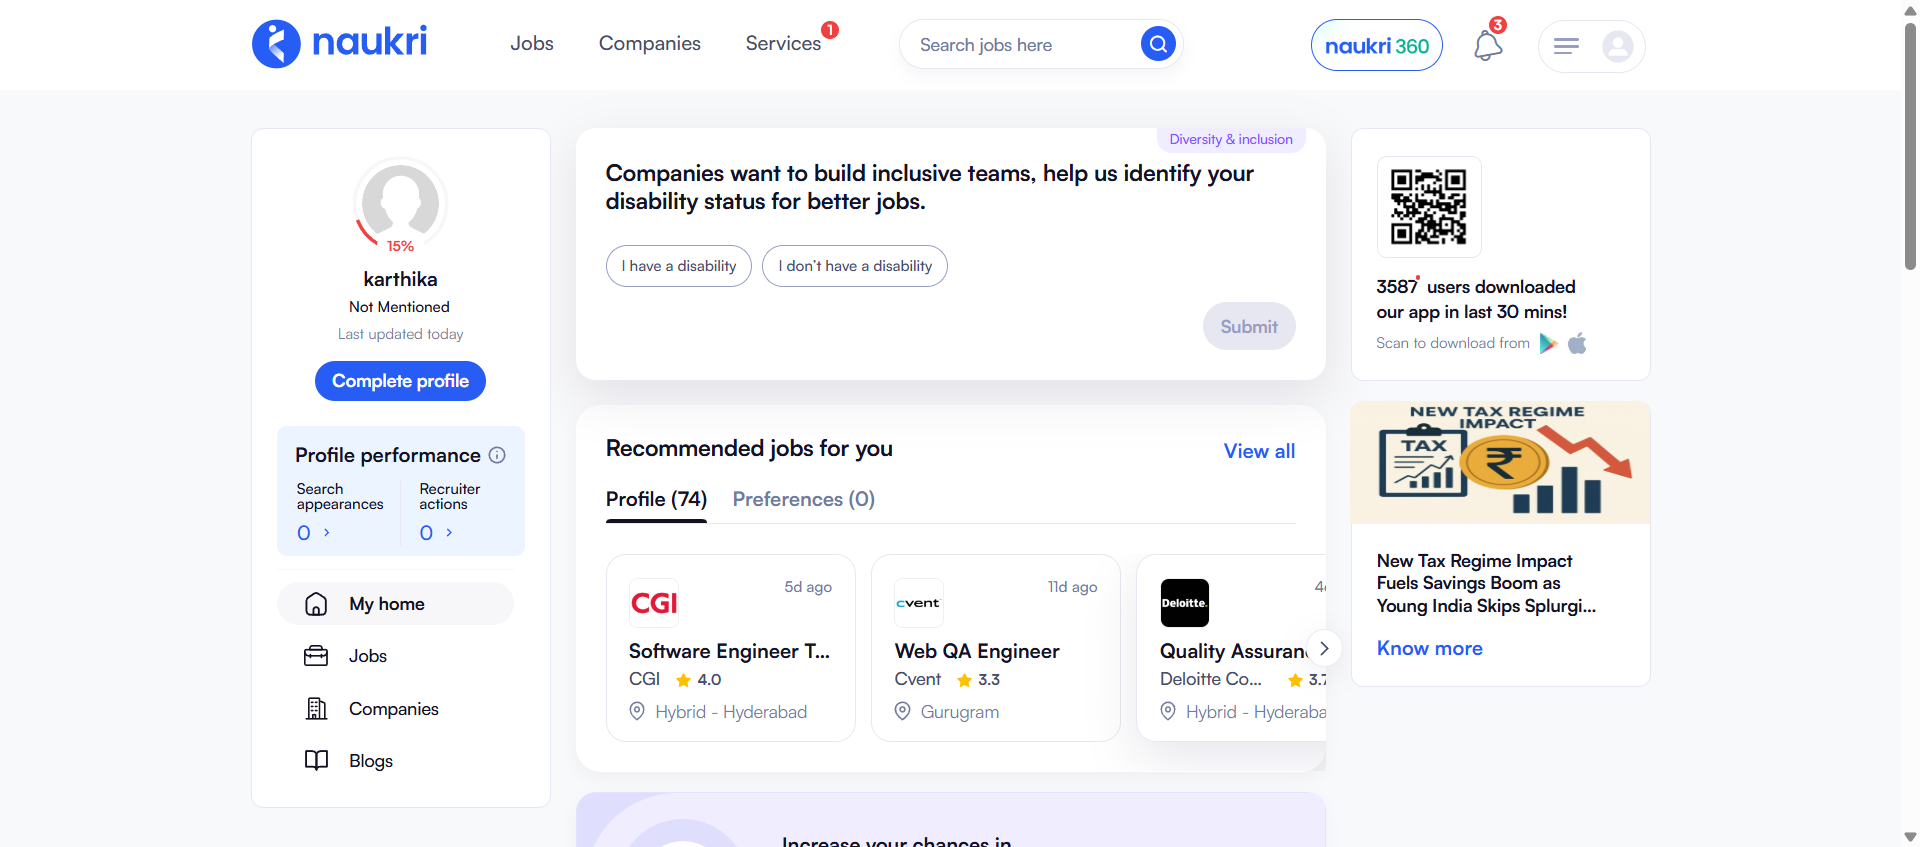 naukri
Jobs
Companies
Services
1
Search jobs here
naukri 360
3
15%
karthika
Not Mentioned
Last updated today
Complete profile
Profile performance
Search
appearances
0
Recruiter
actions
0
My home
Jobs
Companies
Blogs
Diversity & inclusion
Companies want to build inclusive teams, help us identify your
disability status for better jobs.
I have a disability
I don't have a disability
Submit
Recommended jobs for you
View all
Profile (74)
Preferences (0)
CGI
5d ago
Software Engineer T...
CGI
4.0
Hybrid - Hyderabad
cvent
11d ago
Web QA Engineer
Cvent
3.3
Gurugram
Deloitte.
Quality Assuran
Deloitte Co...
3.7
Hybrid - Hyderaba
Increase your chances in
3587 users downloaded
our app in last 30 mins!
Scan to download from
NEW TAX REGIME
IMPACT
TAX
₹
New Tax Regime Impact
Fuels Savings Boom as
Young India Skips Splurgi...
Know more